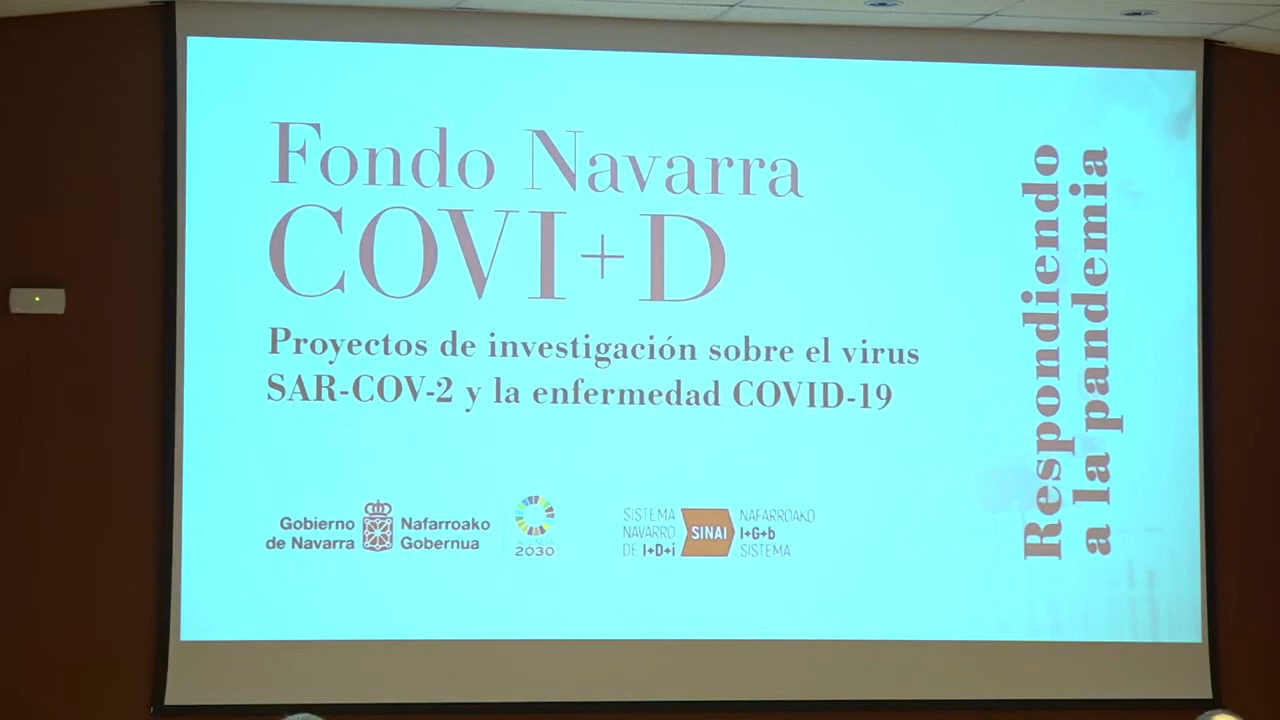 Fondo Navarra
COVI+D
Proyectos de investigación sobre el virus
SAR-COV-2 y la enfermedad COVID-19
Respondiendo
a la pandemia
Gobierno
de Navarra
Nafarroako
Gobernua
AGENDA
2030
SISTEMA
NAVARRO
DE I+D+i
SINAI
NAFARROAKO
I+G+b
SISTEMA